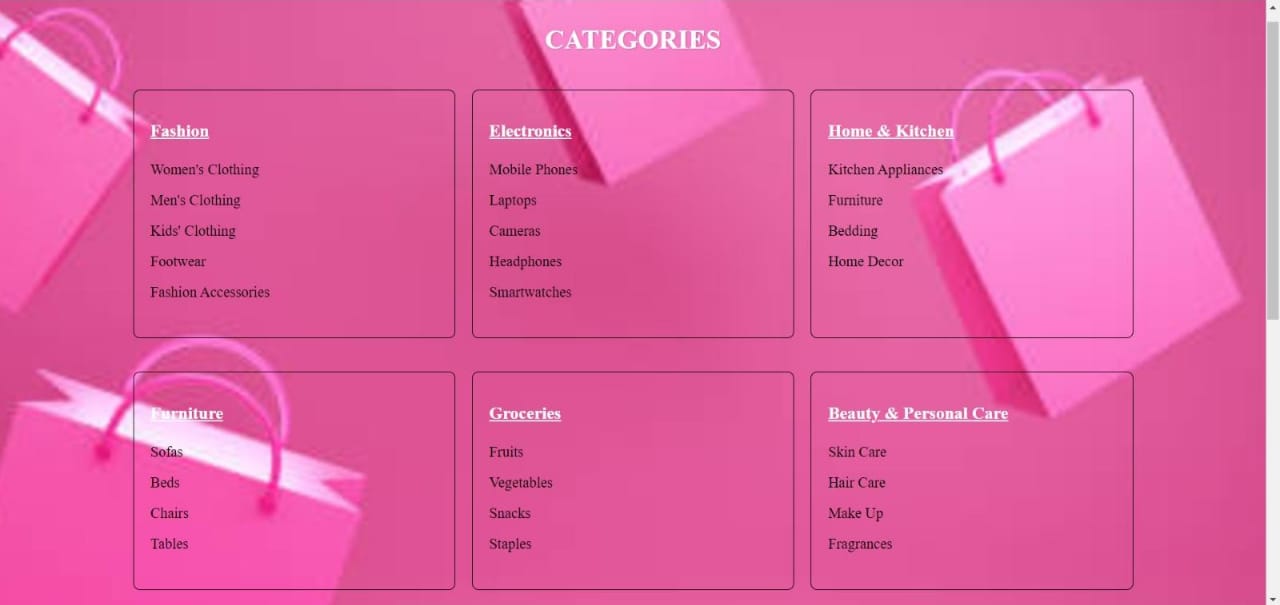 CATEGORIES
Fashion
Women's Clothing
Men's Clothing
Kids' Clothing
Footwear
Fashion Accessories
Electronics
Mobile Phones
Laptops
Cameras
Headphones
Smartwatches
Home & Kitchen
Kitchen Appliances
Furniture
Bedding
Home Decor
Furniture
Sofas
Beds
Chairs
Tables
Groceries
Fruits
Vegetables
Snacks
Staples
Beauty & Personal Care
Skin Care
Hair Care
Make Up
Fragrances